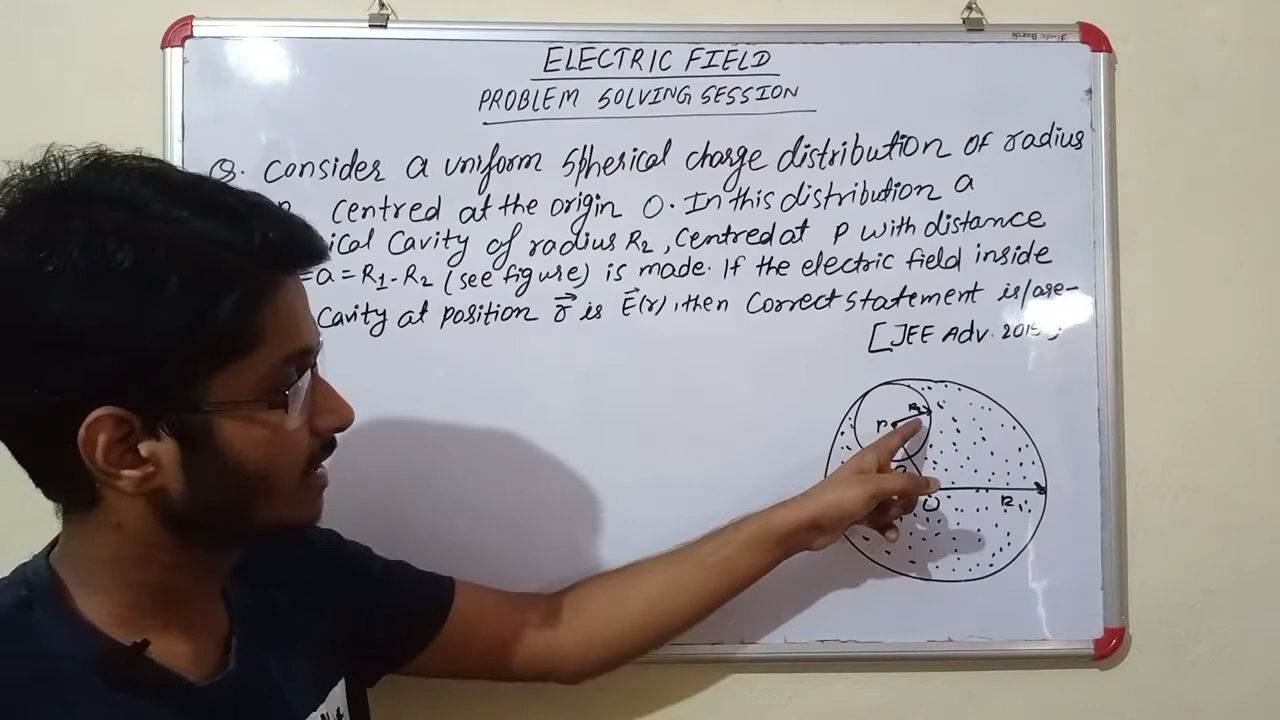 ELECTRIC FIELD
PROBLEM SOLVING SESSION
Q. Consider a uniform spherical charge distribution of radius
centred at the origin O. In this distribution a
ical cavity of radius R₂, centred at P with distance
=a=R₁-R₂ (see figure) is made. If the electric field inside
cavity at position r⃗ is E⃗(r), then correct statement is/are-
[JEE Adv. 201
R₂
P
O
R₁